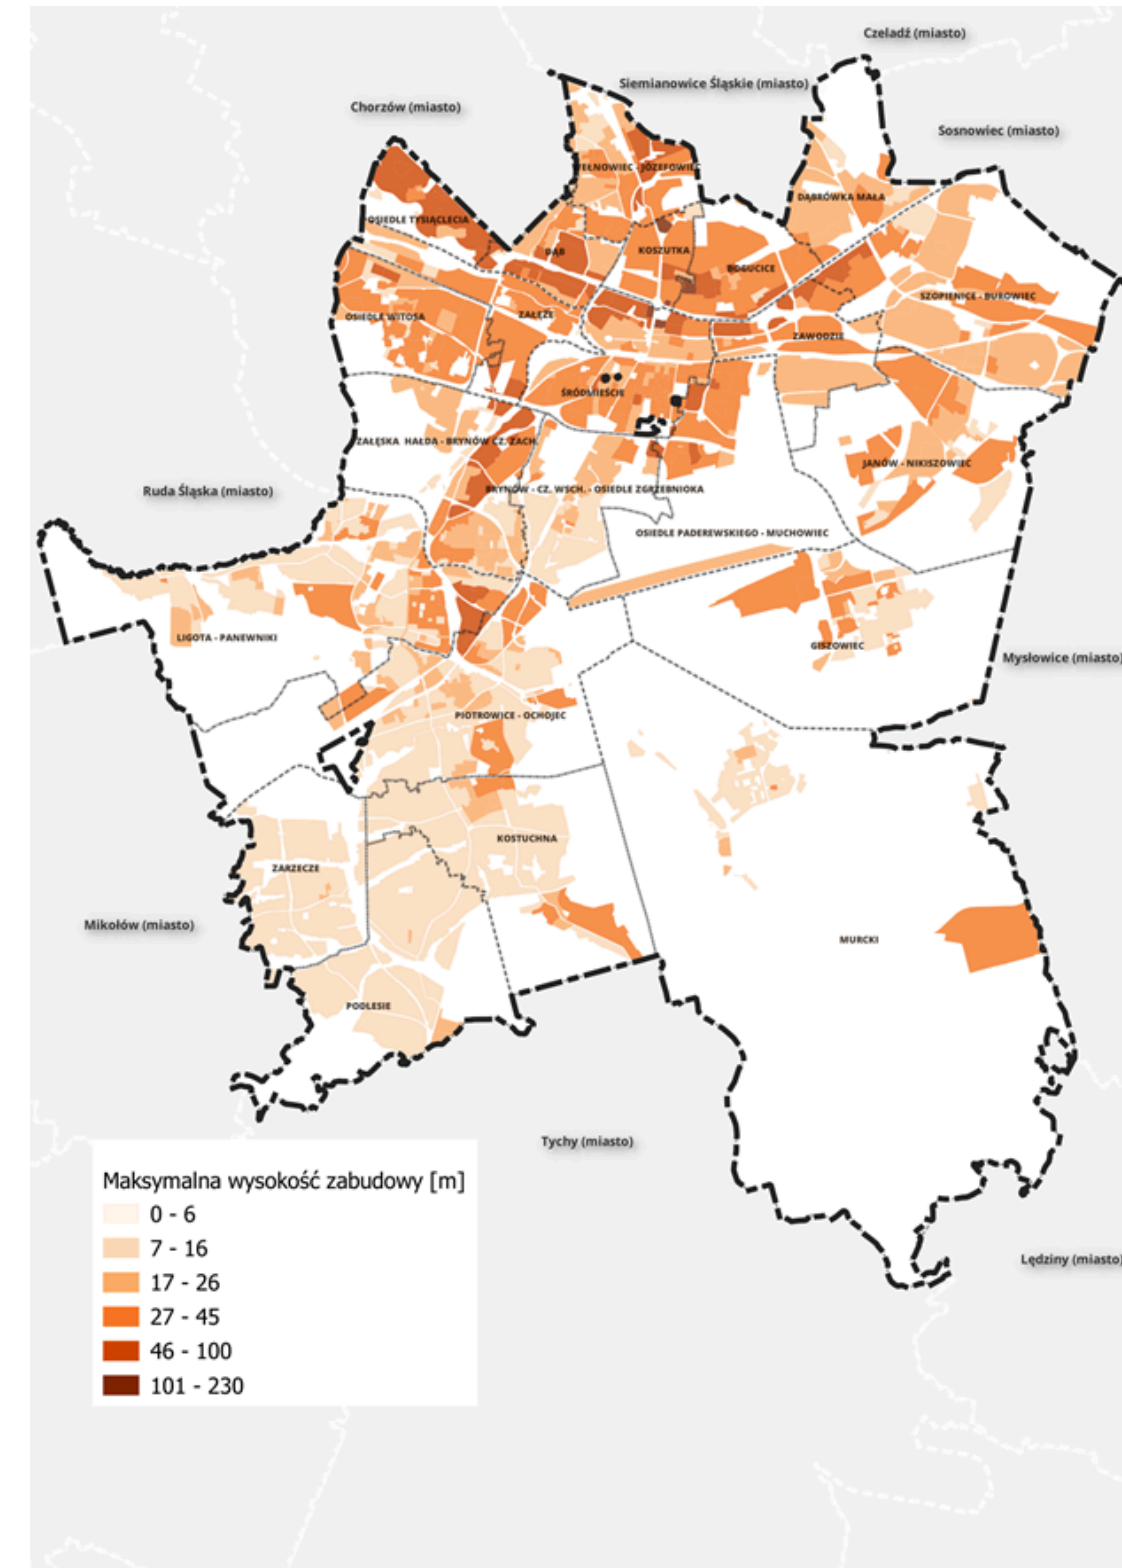 Czeladź (miasto)
Siemianowice Śląskie (miasto)
Chorzów (miasto)
Sosnowiec (miasto)
WEŁNOWIEC - JÓZEFOWIEC
DĄBRÓWKA MAŁA
OSIEDLE TYSIĄCLECIA
DĄB
KOSZUTKA
BOGUCICE
SZOPIENICE - BUROWIEC
OSIEDLE WITOSA
ZAŁĘŻE
ZAWODZIE
ŚRÓDMIEŚCIE
ZAŁĘSKA HAŁDA - BRYNÓW CZ. ZACH.
JANÓW - NIKISZOWIEC
Ruda Śląska (miasto)
BRYNÓW - CZ. WSCH. - OSIEDLE ZGRZEBNIOKA
OSIEDLE PADEREWSKIEGO - MUCHOWIEC
LIGOTA - PANEWNIKI
GISZOWIEC
Mysłowice (miasto)
PIOTROWICE - OCHOJEC
KOSTUCHNA
ZARZECZE
Mikołów (miasto)
MURCKI
PODLESIE
Tychy (miasto)
Lędziny (miasto)
Maksymalna wysokość zabudowy [m]
0 - 6
7 - 16
17 - 26
27 - 45
46 - 100
101 - 230